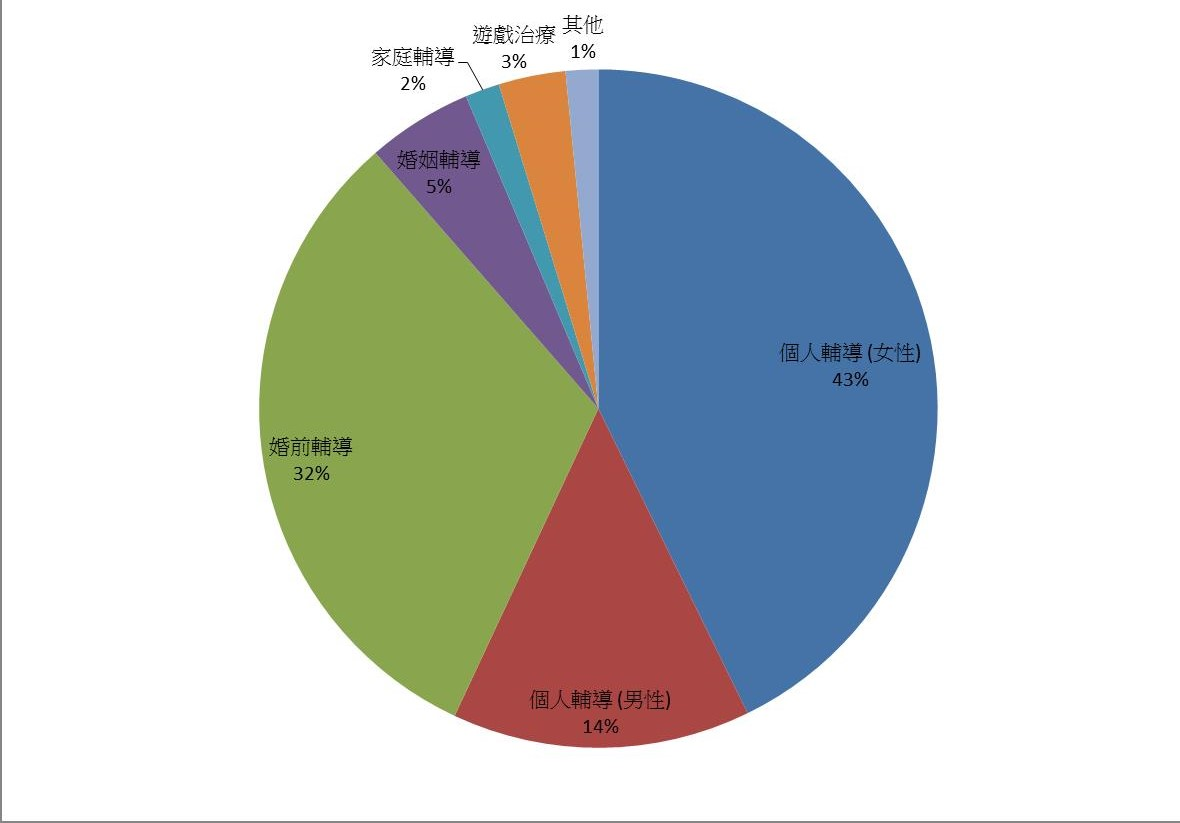 其他
1%
遊戲治療
3%
家庭輔導
2%
婚姻輔導
5%
個人輔導 (女性)
43%
婚前輔導
32%
個人輔導 (男性)
14%